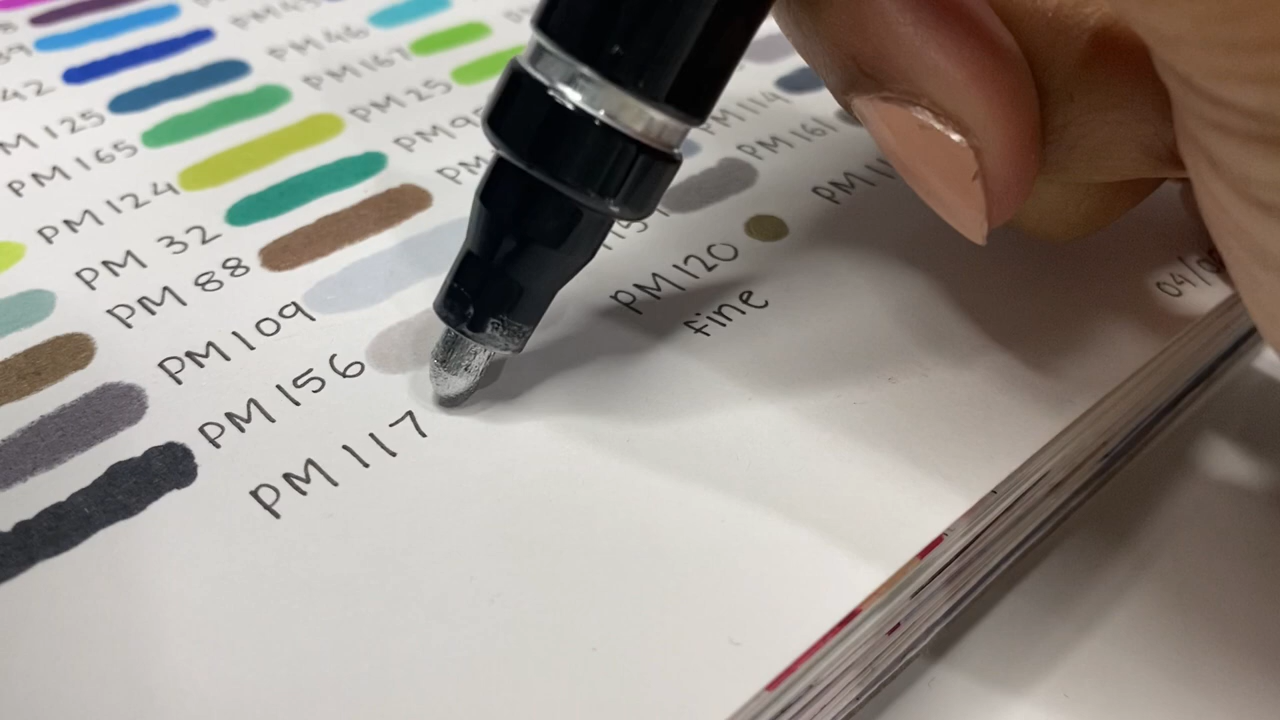 42
M 125
PM 165
PM 124
PM 32
PM 88
PM 109
PM 156
PM 117
PM 46
PM 167
PM 25
PM
PM 114
PM 161
PM 120
fine